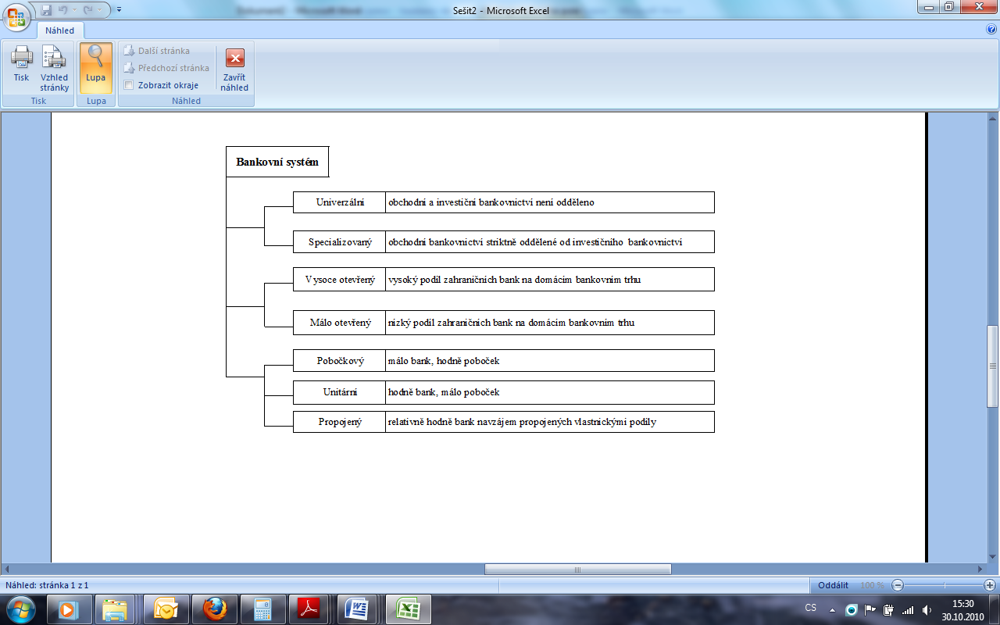 Sešit2 - Microsoft Excel
Náhled
Tisk
Vzhled stránky
Lupa
Další stránka
Předchozí stránka
Zobrazit okraje
Zavřít náhled
Tisk
Lupa
Náhled
Bankovní systém
Univerzální obchodní a investiční bankovnictví není odděleno
Specializovaný obchodní bankovnictví striktně oddělené od investičního bankovnictví
Vysoce otevřený vysoký podíl zahraničních bank na domácím bankovním trhu
Málo otevřený nízký podíl zahraničních bank na domácím bankovním trhu
Pobočkový málo bank, hodně poboček
Unitární hodně bank, málo poboček
Propojený relativně hodně bank navzájem propojených vlastnickými podíly
Náhled: stránka 1 z 1
Oddálit 100 %
CS
15:30
30.10.2010